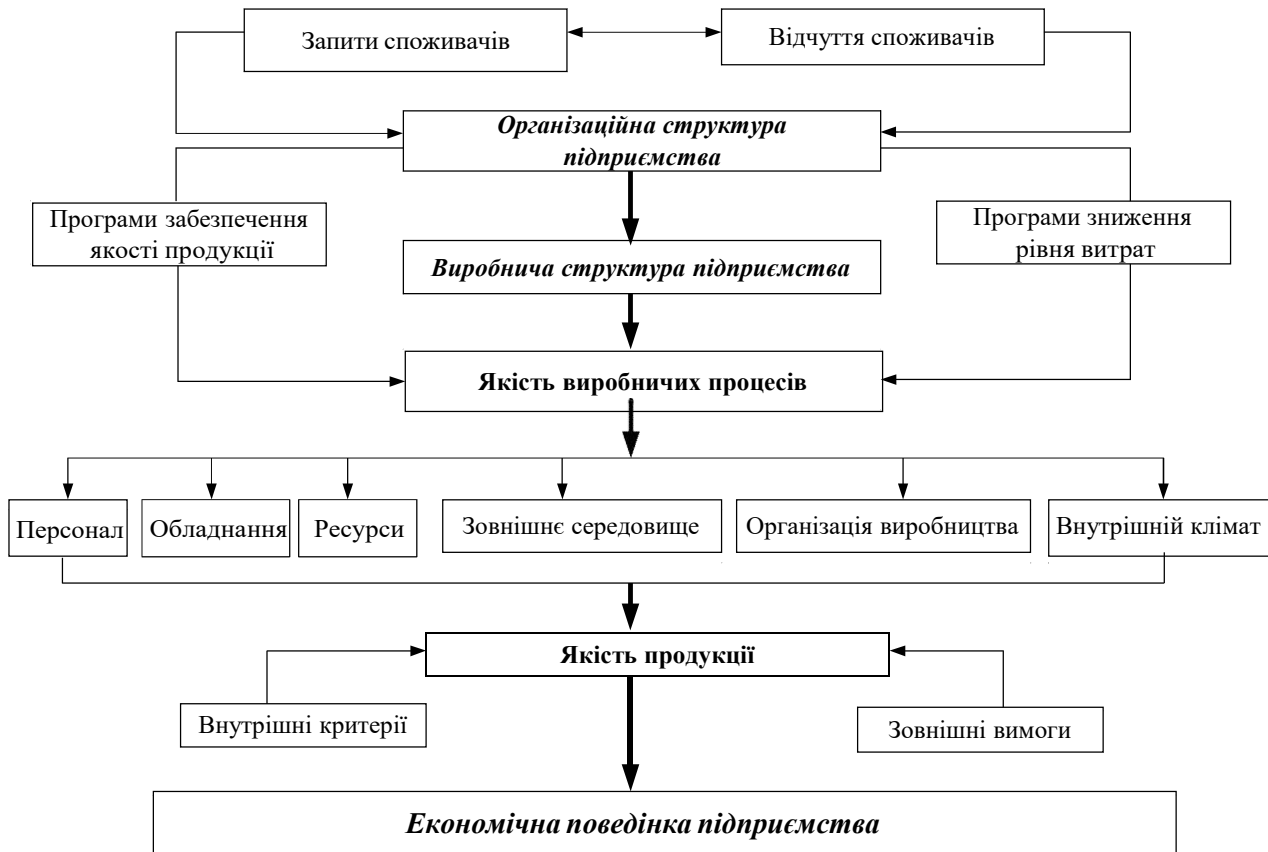 Запити споживачів
Відчуття споживачів
Організаційна структура
підприємства
Програми забезпечення
якості продукції
Програми зниження
рівня витрат
Виробнича структура підприємства
Якість виробничих процесів
Персонал
Обладнання
Ресурси
Зовнішнє середовище
Організація виробництва
Внутрішній клімат
Якість продукції
Внутрішні критерії
Зовнішні вимоги
Економічна поведінка підприємства